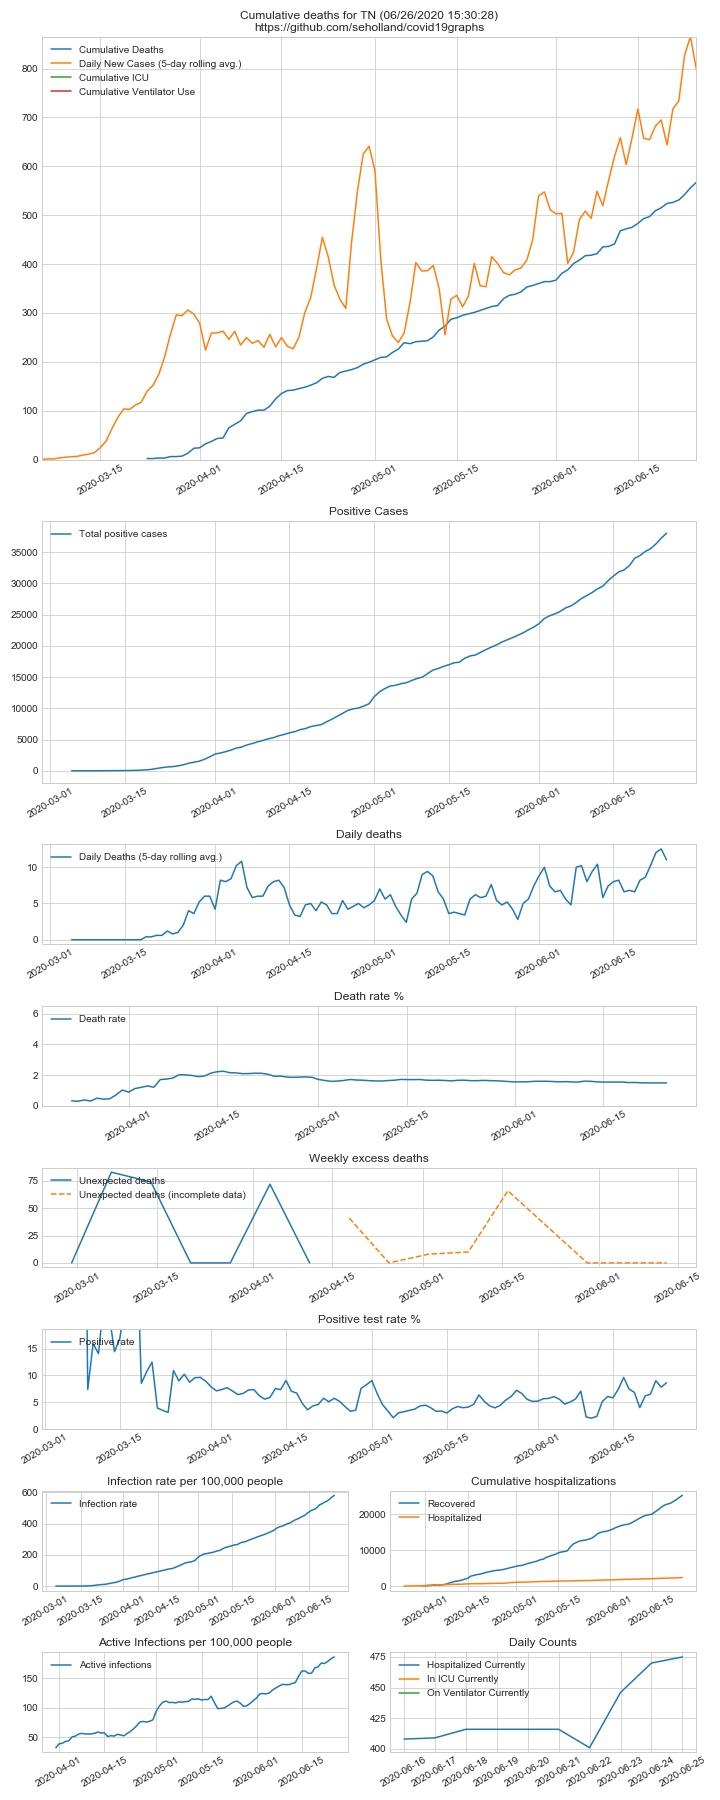 Cumulative deaths for TN (06/26/2020 15:30:28)
https://github.com/seholland/covid19graphs
Cumulative Deaths
Daily New Cases (5-day rolling avg.)
Cumulative ICU
Cumulative Ventilator Use
800
700
600
500
400
300
200
100
0
2020-03-15 2020-04-01 2020-04-15 2020-05-01 2020-05-15 2020-06-01 2020-06-15
Positive Cases
Total positive cases
35000
30000
25000
20000
15000
10000
5000
0
2020-03-01 2020-03-15 2020-04-01 2020-04-15 2020-05-01 2020-05-15 2020-06-01 2020-06-15
Daily deaths
Daily Deaths (5-day rolling avg.)
10
5
0
2020-03-01 2020-03-15 2020-04-01 2020-04-15 2020-05-01 2020-05-15 2020-06-01 2020-06-15
Death rate %
Death rate
6
4
2
0
2020-04-01 2020-04-15 2020-05-01 2020-05-15 2020-06-01 2020-06-15
Weekly excess deaths
Unexpected deaths
Unexpected deaths (incomplete data)
75
50
25
0
2020-03-01 2020-03-15 2020-04-01 2020-04-15 2020-05-01 2020-05-15 2020-06-01 2020-06-15
Positive test rate %
Positive rate
15
10
5
0
2020-03-01 2020-03-15 2020-04-01 2020-04-15 2020-05-01 2020-05-15 2020-06-01 2020-06-15
Infection rate per 100,000 people
Infection rate
600
400
200
0
2020-03-01 2020-03-15 2020-04-01 2020-04-15 2020-05-01 2020-05-15 2020-06-01 2020-06-15
Cumulative hospitalizations
Recovered
Hospitalized
20000
10000
0
2020-04-01 2020-04-15 2020-05-01 2020-05-15 2020-06-01 2020-06-15
Active Infections per 100,000 people
Active infections
150
100
50
2020-04-01 2020-04-15 2020-05-01 2020-05-15 2020-06-01 2020-06-15
Daily Counts
Hospitalized Currently
In ICU Currently
On Ventilator Currently
475
450
425
400
2020-06-16 2020-06-17 2020-06-18 2020-06-19 2020-06-20 2020-06-21 2020-06-22 2020-06-23 2020-06-24 2020-06-25